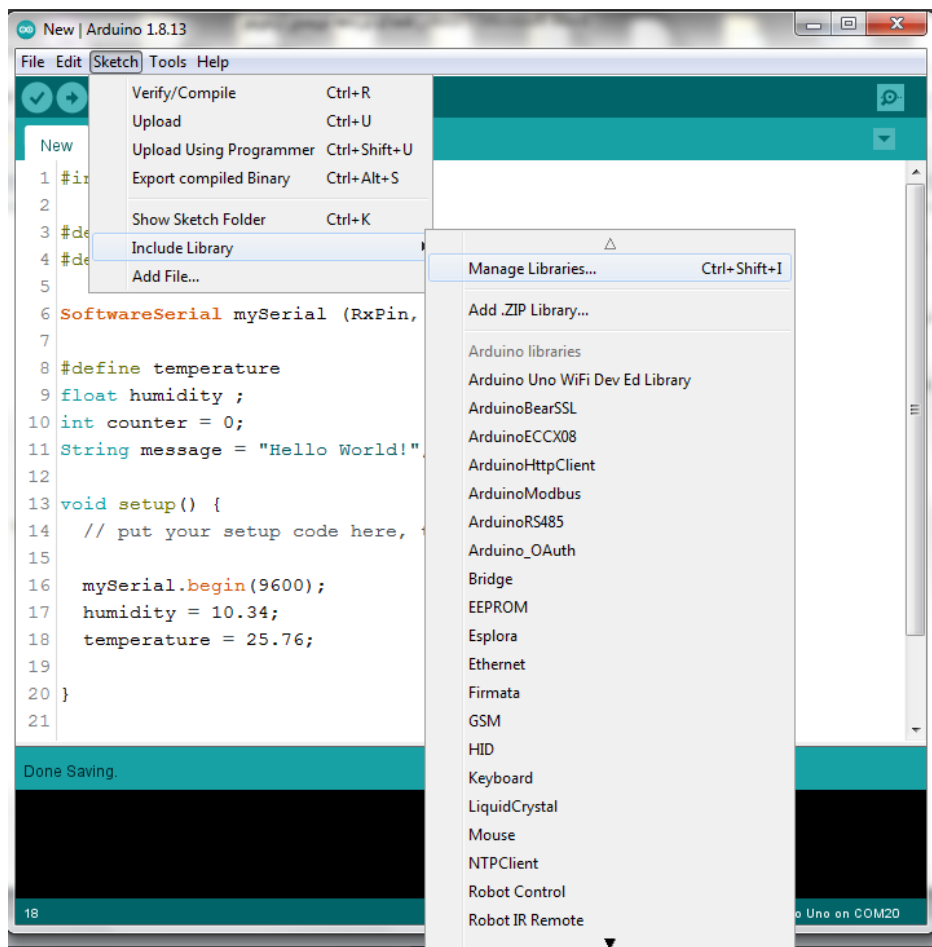 New | Arduino 1.8.13
File Edit Sketch Tools Help
Verify/Compile Ctrl+R
Upload Ctrl+U
Upload Using Programmer Ctrl+Shift+U
Export compiled Binary Ctrl+Alt+S
Show Sketch Folder Ctrl+K
Include Library
Add File...
Manage Libraries... Ctrl+Shift+I
Add .ZIP Library...
Arduino libraries
Arduino Uno WiFi Dev Ed Library
ArduinoBearSSL
ArduinoECCX08
ArduinoHttpClient
ArduinoModbus
ArduinoRS485
Arduino_OAuth
Bridge
EEPROM
Esplora
Ethernet
Firmata
GSM
HID
Keyboard
LiquidCrystal
Mouse
NTPClient
Robot Control
Robot IR Remote
New
1
2
3 #de
4 #de
5
6 SoftwareSerial mySerial (RxPin,
7
8 #define temperature
9 float humidity ;
10 int counter = 0;
11 String message = "Hello World!"
12
13 void setup() {
14 // put your setup code here,
15
16 mySerial.begin(9600);
17 humidity = 10.34;
18 temperature = 25.76;
19
20 }
21
Done Saving.
18
o Uno on COM20